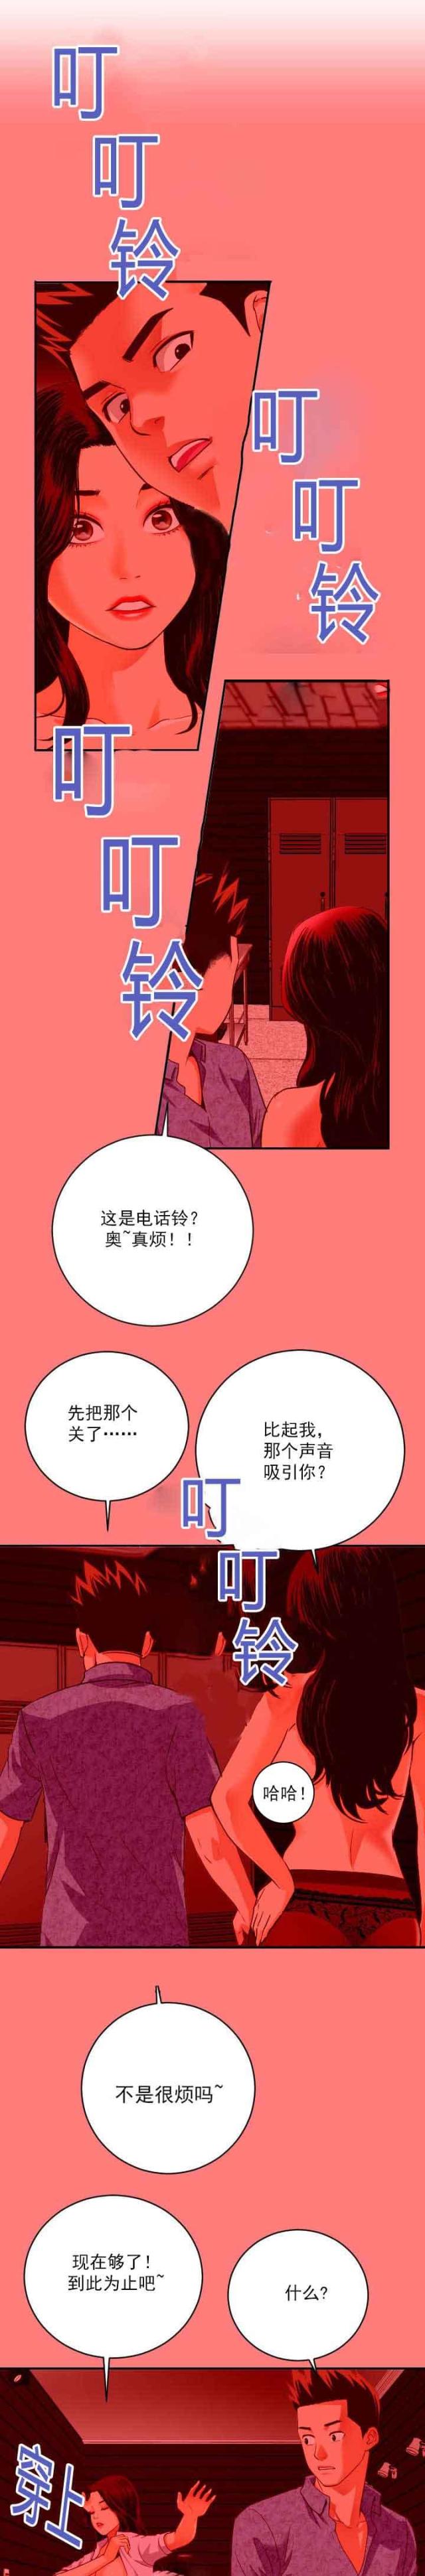 叮
叮
铃
叮
叮
铃
叮
叮
铃
这是电话铃？
奥~真烦！！
先把那个
关了……
比起我，
那个声音
吸引你？
叮
叮
铃
哈哈！
不是很烦吗~
现在够了！
到此为止吧~
什么?
穿上